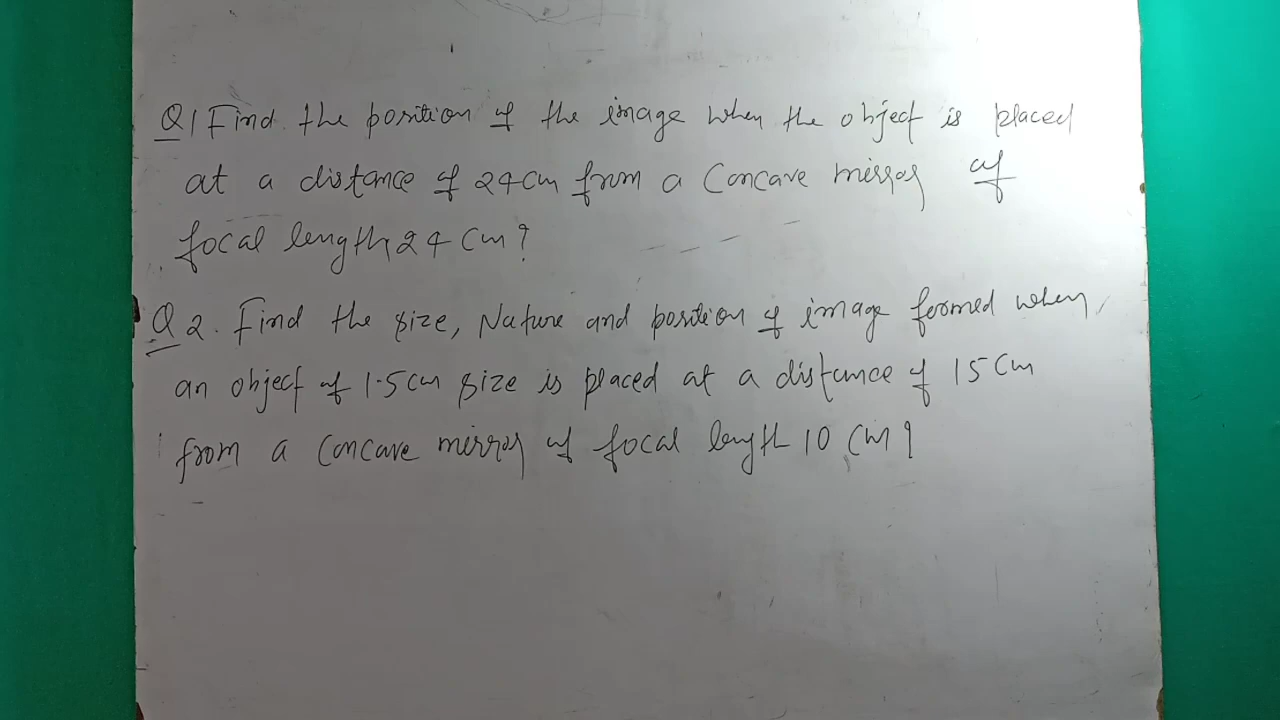 Q1 Find the position of the image when the object is placed
at a distance of 24cm from a Concave mirror of
focal length 24 cm?
Q2. Find the size, Nature and position of image formed when,
an object of 1.5cm size is placed at a distance of 15cm
from a Concave mirror of focal length 10 cm?